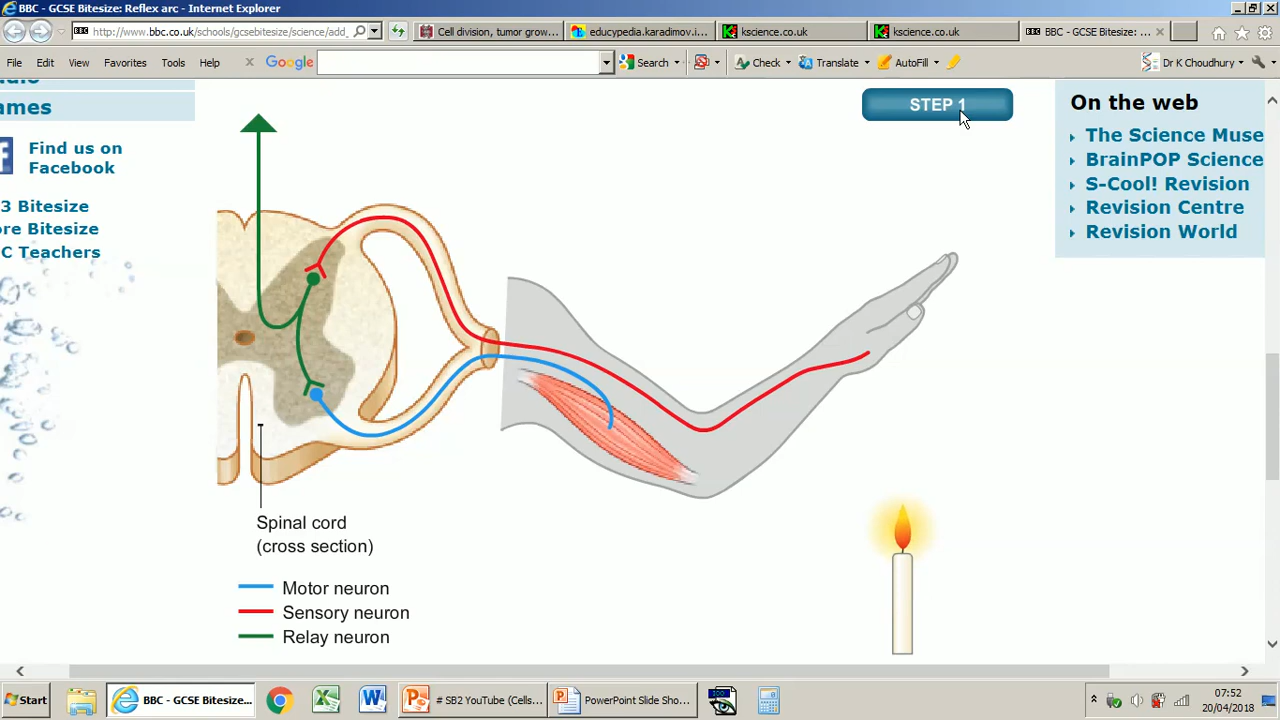 BBC - GCSE Bitesize: Reflex arc - Internet Explorer
http://www.bbc.co.uk/schools/gcsebitesize/science/add_
Cell division, tumor grow...
educypedia.karadimov.i...
kscience.co.uk
kscience.co.uk
BBC - GCSE Bitesize: ...
File Edit View Favorites Tools Help
Google
Search
Check
Translate
AutoFill
Dr K Choudhury
ames
Find us on
Facebook
3 Bitesize
ore Bitesize
C Teachers
STEP 1
On the web
The Science Muse
BrainPOP Science
S-Cool! Revision
Revision Centre
Revision World
Spinal cord
(cross section)
Motor neuron
Sensory neuron
Relay neuron
Start
BBC - GCSE Bitesize...
# SB2 YouTube (Cells...
PowerPoint Slide Sho...
07:52
20/04/2018